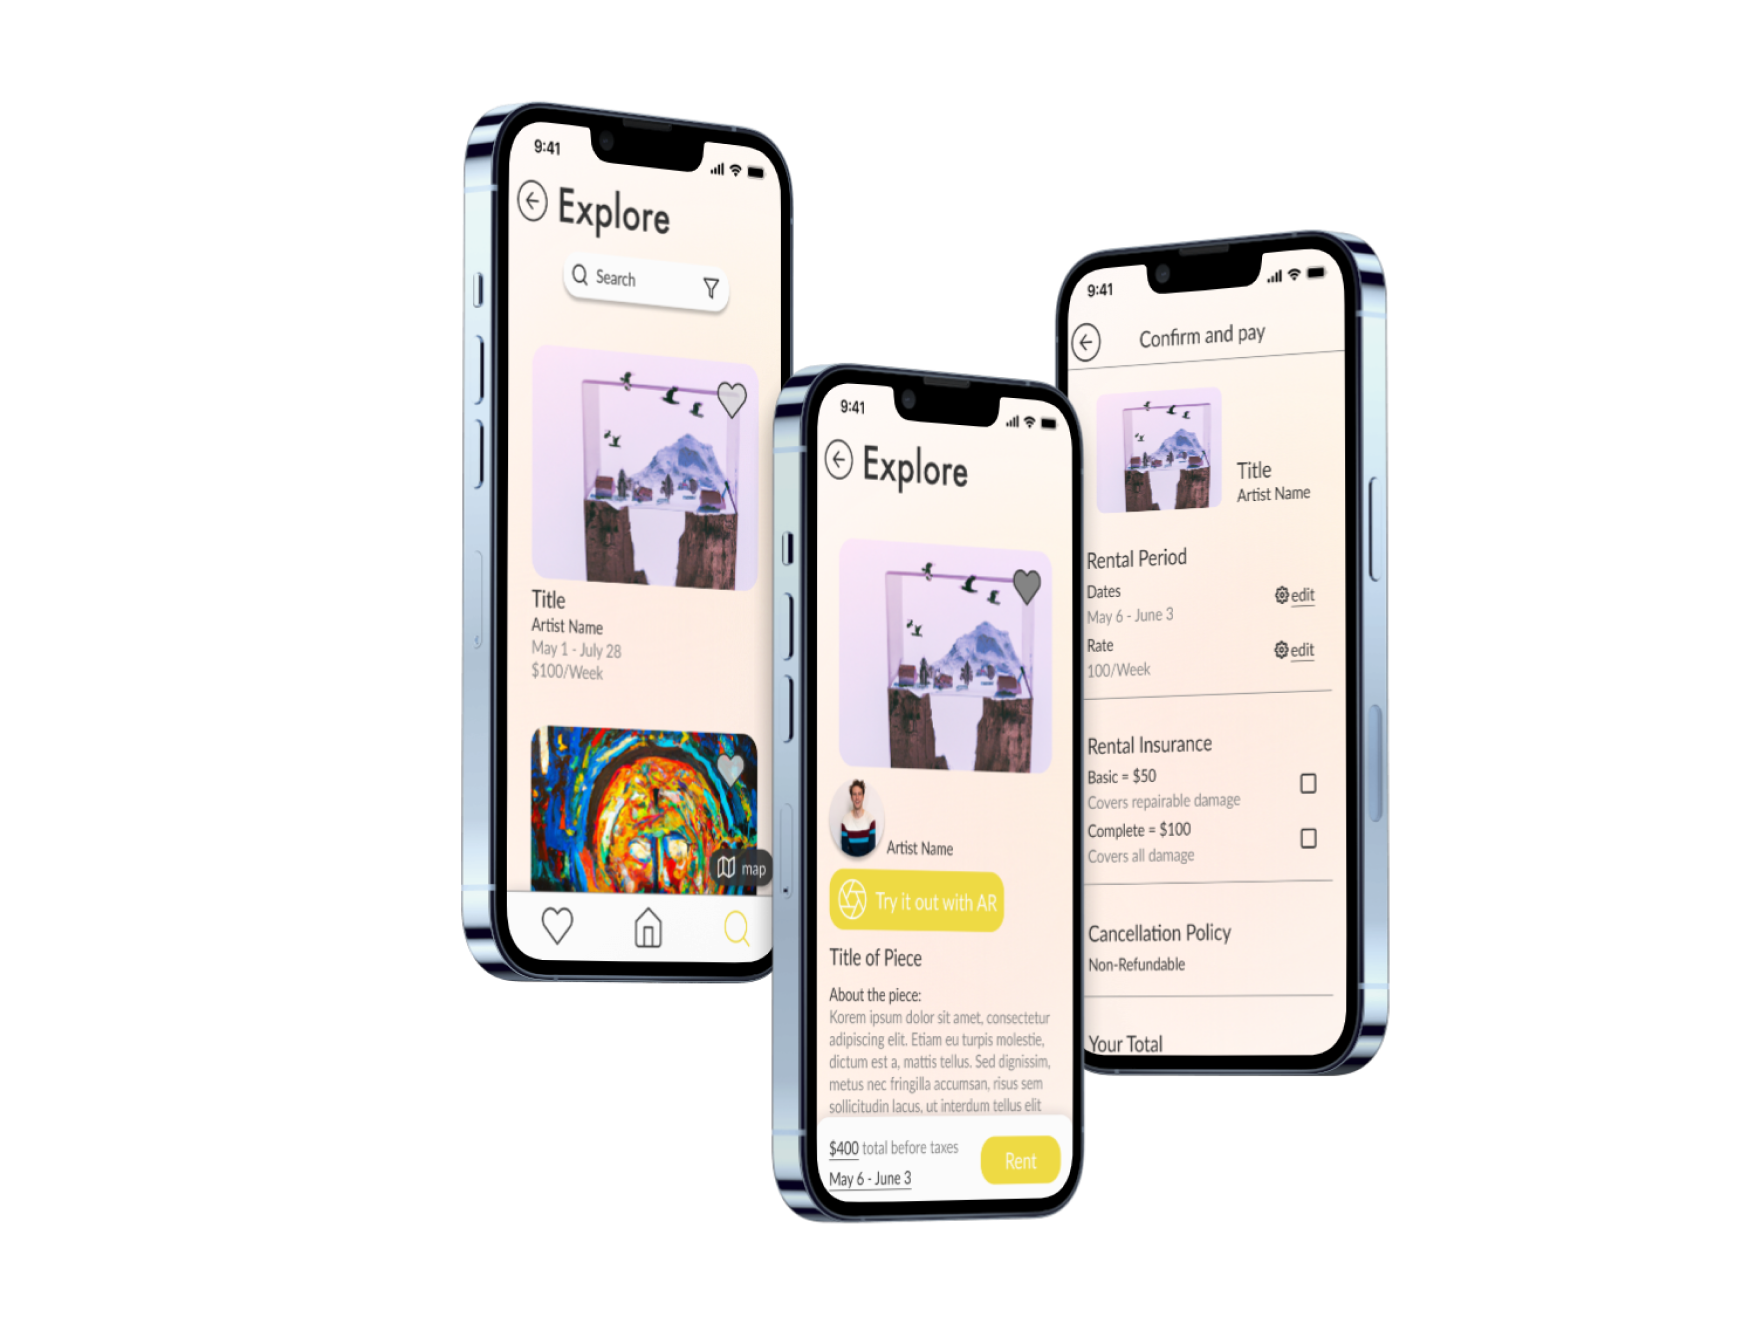 9:41
Explore
Search
Title
Artist Name
May 1 - July 28
$100/Week
map
9:41
Explore
Artist Name
Try it out with AR
Title of Piece
About the piece:
Korem ipsum dolor sit amet, consectetur
adipiscing elit. Etiam eu turpis molestie,
dictum est a, mattis tellus. Sed dignissim,
metus nec fringilla accumsan, risus sem
sollicitudin lacus, ut interdum tellus elit
$400 total before taxes
May 6 - June 3
Rent
9:41
Confirm and pay
Title
Artist Name
Rental Period
Dates
edit
May 6 - June 3
Rate
edit
100/Week
Rental Insurance
Basic = $50
Covers repairable damage
Complete = $100
Covers all damage
Cancellation Policy
Non-Refundable
Your Total